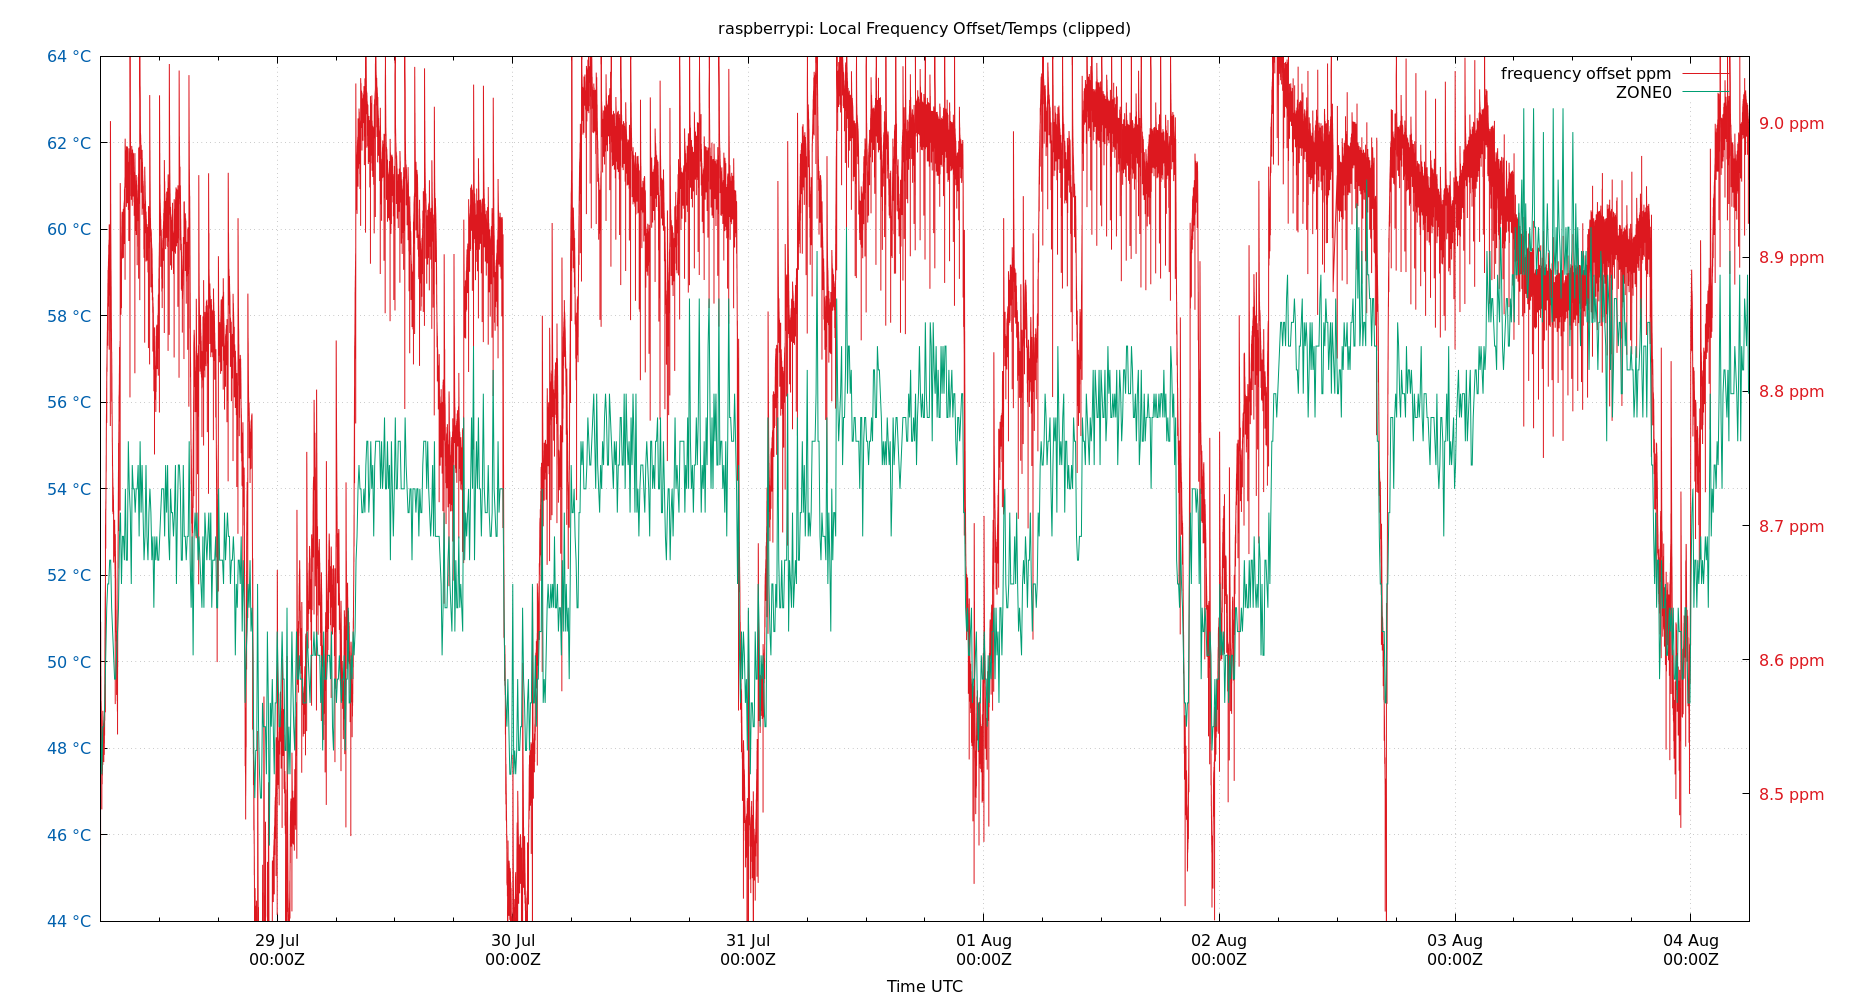 raspberrypi: Local Frequency Offset/Temps (clipped)
64 °C
62 °C
60 °C
58 °C
56 °C
54 °C
52 °C
50 °C
48 °C
46 °C
44 °C
frequency offset ppm
ZONE0
9.0 ppm
8.9 ppm
8.8 ppm
8.7 ppm
8.6 ppm
8.5 ppm
29 Jul
00:00Z
30 Jul
00:00Z
31 Jul
00:00Z
01 Aug
00:00Z
02 Aug
00:00Z
03 Aug
00:00Z
04 Aug
00:00Z
Time UTC